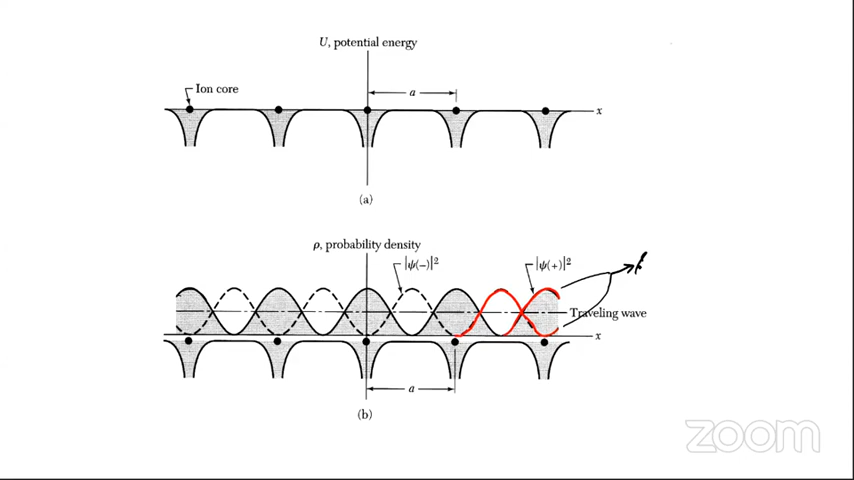 U, potential energy
Ion core
a
x
(a)
ρ, probability density
|ψ(−)|²
|ψ(+)|²
Traveling wave
x
a
(b)
zoom